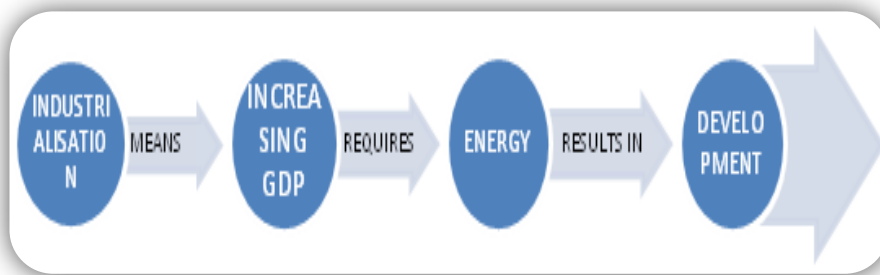 INDUSTRI
ALISATIO
N
MEANS
INCREA
SING
GDP
REQUIRES
ENERGY
RESULTS IN
DEVELO
PMENT